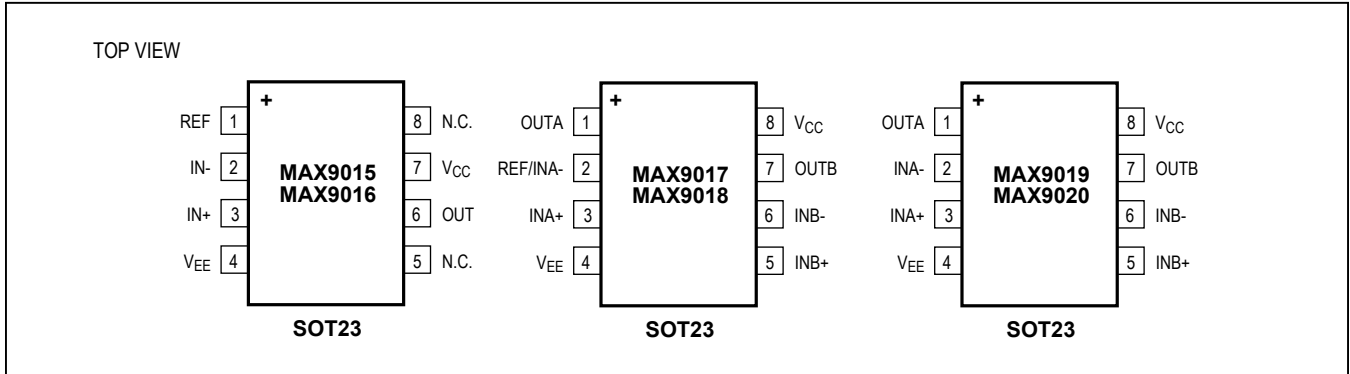 TOP VIEW
+
REF 1
IN- 2
IN+ 3
VEE 4
MAX9015
MAX9016
8 N.C.
7 VCC
6 OUT
5 N.C.
SOT23
+
OUTA 1
REF/INA- 2
INA+ 3
VEE 4
MAX9017
MAX9018
8 VCC
7 OUTB
6 INB-
5 INB+
SOT23
+
OUTA 1
INA- 2
INA+ 3
VEE 4
MAX9019
MAX9020
8 VCC
7 OUTB
6 INB-
5 INB+
SOT23